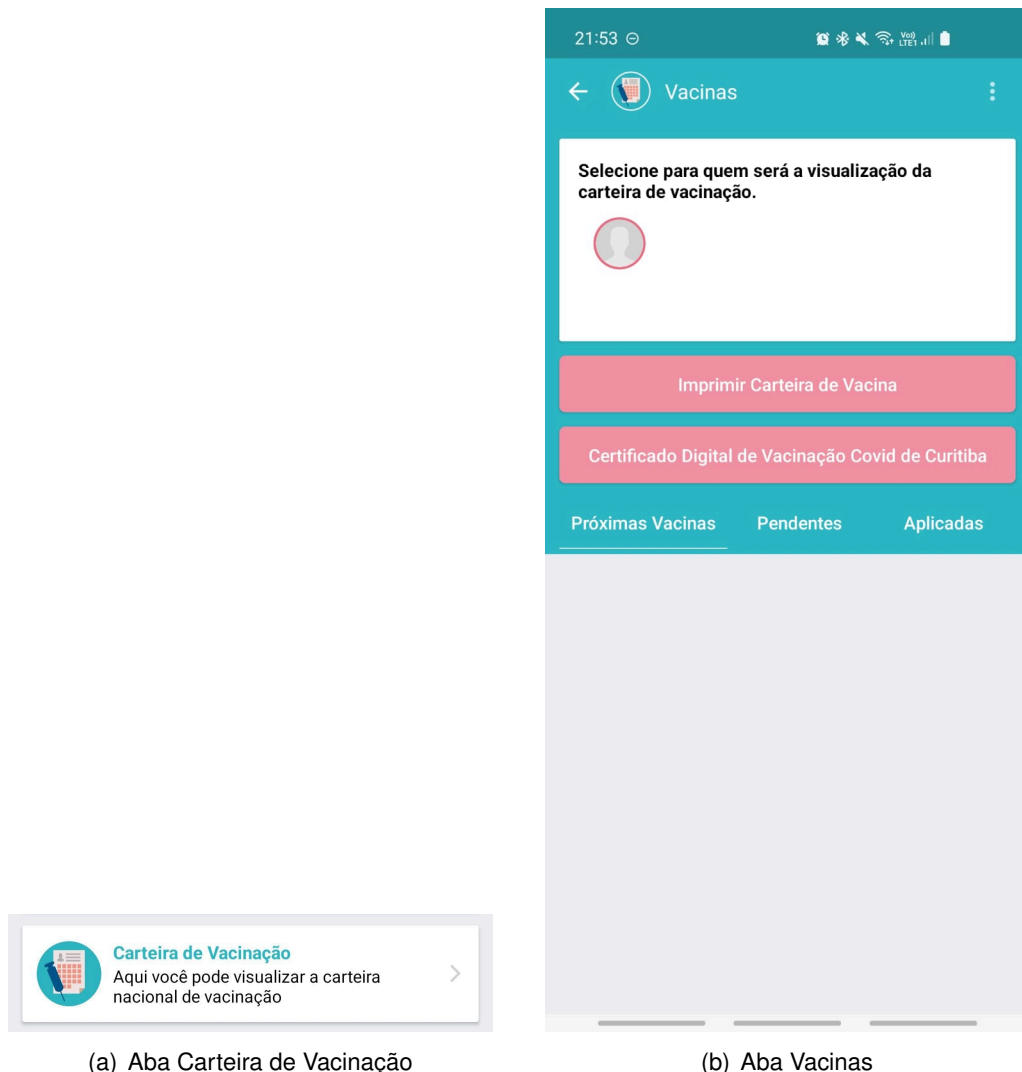 21:53
Vo))
LTE1
Vacinas
Selecione para quem será a visualização da
carteira de vacinação.
Imprimir Carteira de Vacina
Certificado Digital de Vacinação Covid de Curitiba
Próximas Vacinas Pendentes Aplicadas
Carteira de Vacinação
Aqui você pode visualizar a carteira
nacional de vacinação
(a) Aba Carteira de Vacinação
(b) Aba Vacinas